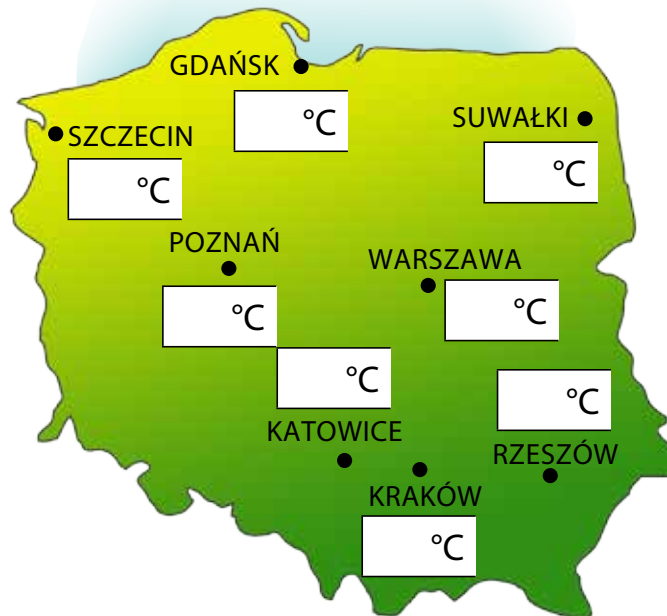 GDAŃSK
°C
SUWAŁKI
°C
SZCZECIN
°C
POZNAŃ
°C
WARSZAWA
°C
°C
KATOWICE
°C
RZESZÓW
KRAKÓW
°C